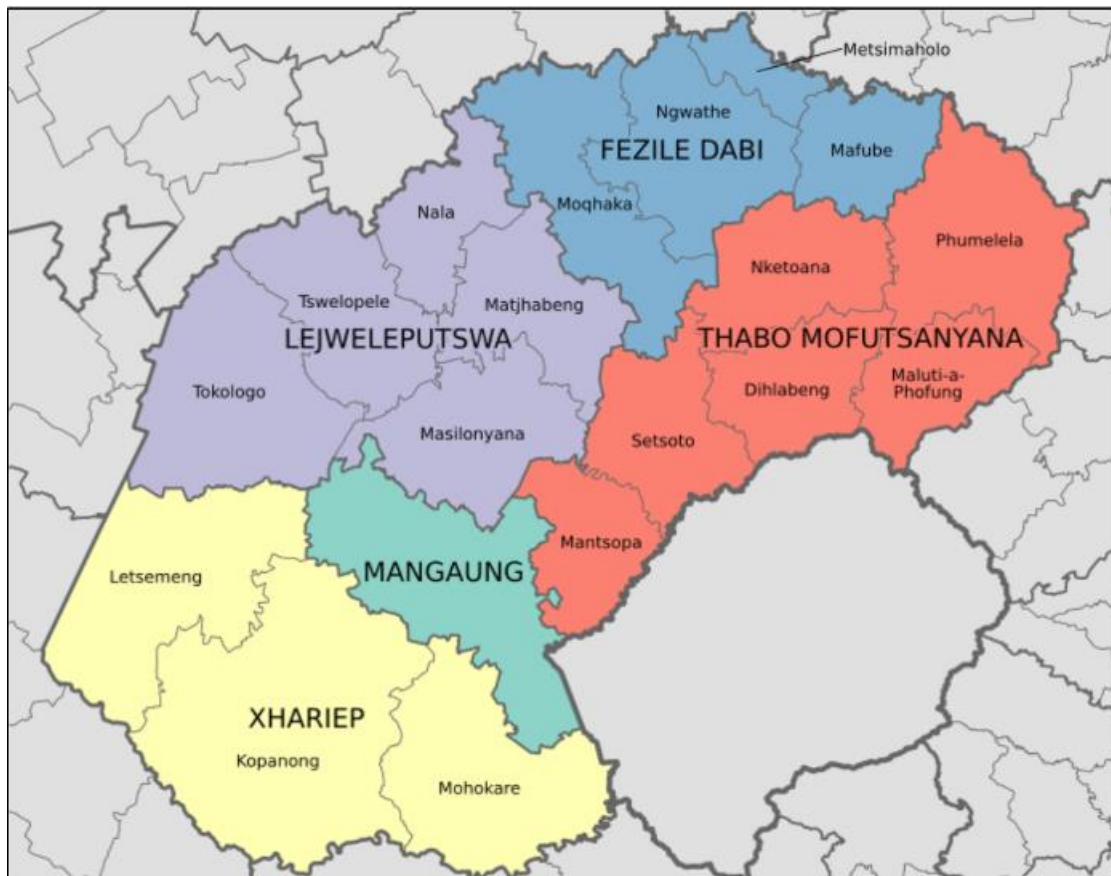 Metsimaholo
Ngwathe
FEZILE DABI
Mafube
Moqhaka
Nala
Phumelela
Nketoana
Tswelopele
Matjhabeng
LEJWELEPUTSWA
THABO MOFUTSANYANA
Tokologo
Dihlabeng
Maluti-a-
Phofung
Masilonyana
Setsoto
Mantsopa
Letsemeng
MANGAUNG
XHARIEP
Kopanong
Mohokare